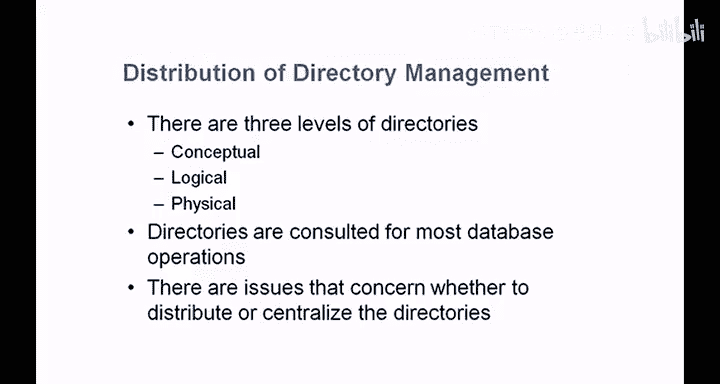 bilibili
Distribution of Directory Management
• There are three levels of directories
– Conceptual
– Logical
– Physical
• Directories are consulted for most database
operations
• There are issues that concern whether to
distribute or centralize the directories